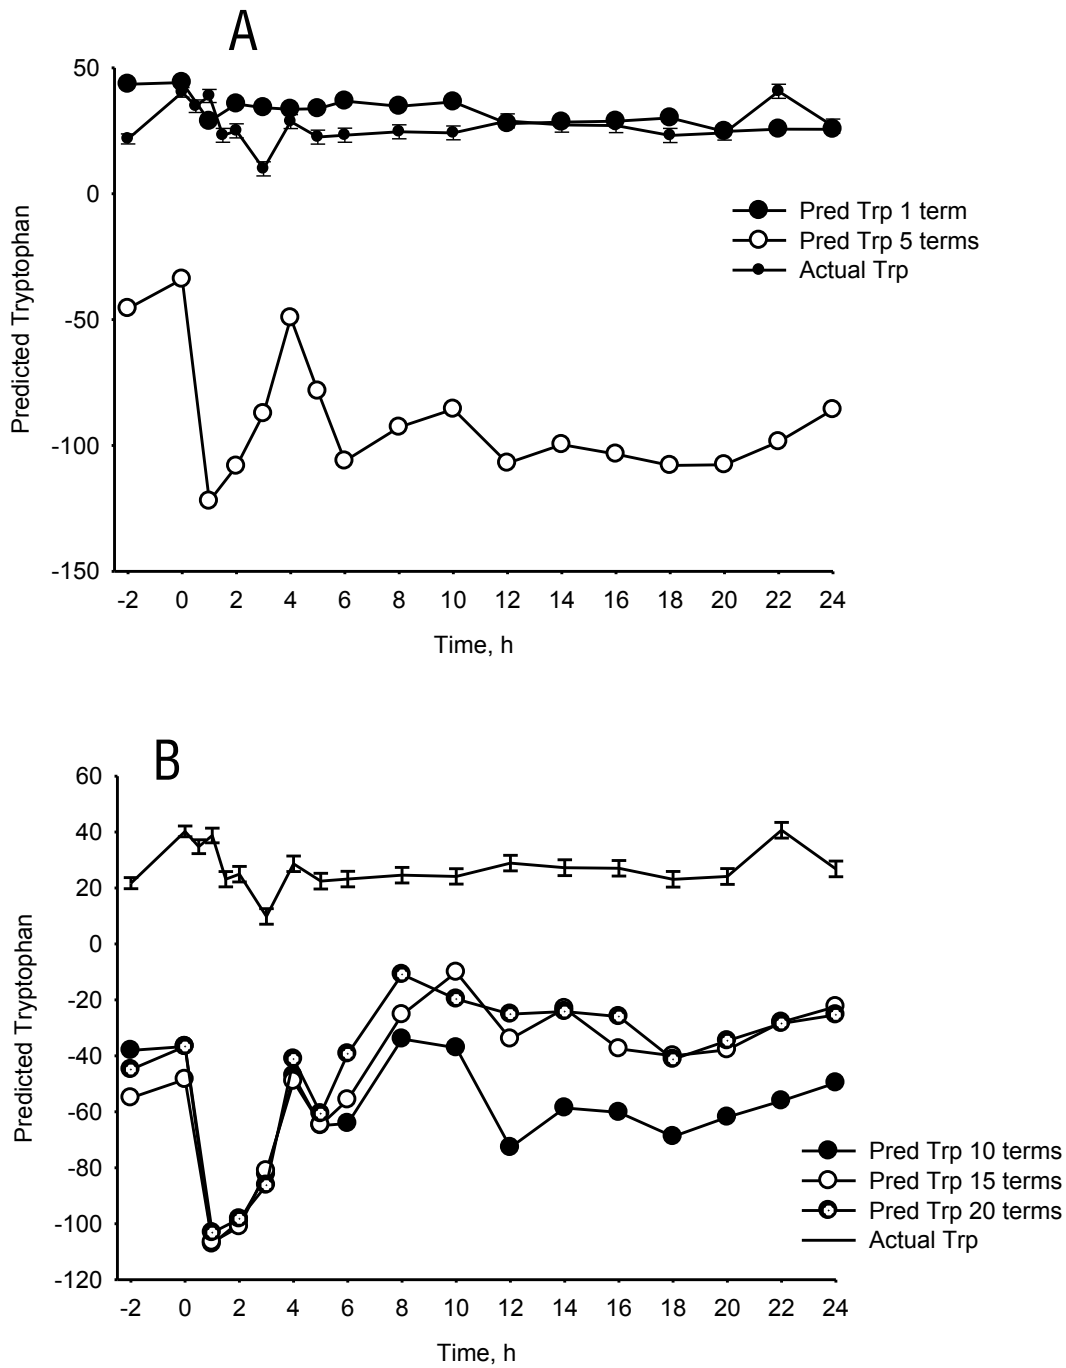 A
50
0
-50
-100
-150
Predicted Tryptophan
Pred Trp 1 term
Pred Trp 5 terms
Actual Trp
-2 0 2 4 6 8 10 12 14 16 18 20 22 24
Time, h
B
60
40
20
0
-20
-40
-60
-80
-100
-120
Predicted Tryptophan
Pred Trp 10 terms
Pred Trp 15 terms
Pred Trp 20 terms
Actual Trp
-2 0 2 4 6 8 10 12 14 16 18 20 22 24
Time, h